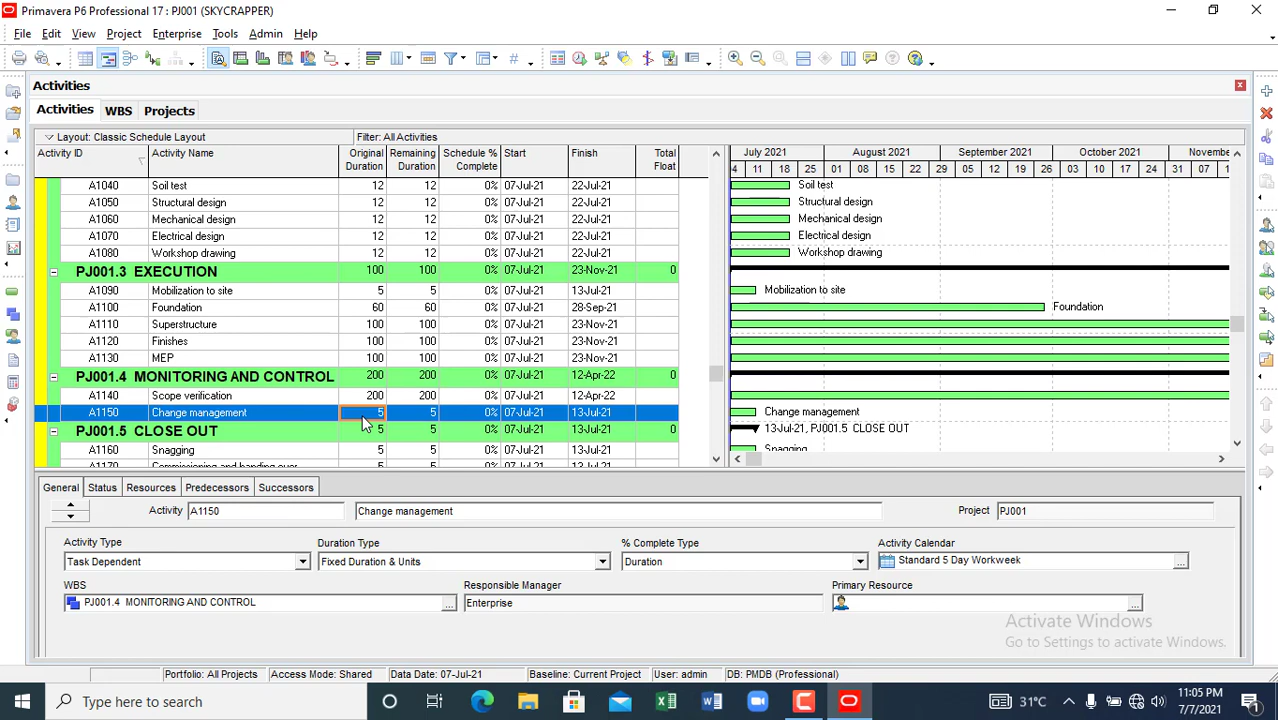 Primavera P6 Professional 17 : PJ001 (SKYCRAPPER)
File Edit View Project Enterprise Tools Admin Help
Activities
Activities WBS Projects
Layout: Classic Schedule Layout Filter: All Activities
Activity ID Activity Name Original Duration Remaining Duration Schedule % Complete Start Finish Total Float July 2021 August 2021 September 2021 October 2021
4 11 18 25 01 08 15 22 29 05 12 19 26 03 10 17 24 31 07
A1040 Soil test 12 12 0% 07-Jul-21 22-Jul-21 Soil test
A1050 Structural design 12 12 0% 07-Jul-21 22-Jul-21 Structural design
A1060 Mechanical design 12 12 0% 07-Jul-21 22-Jul-21 Mechanical design
A1070 Electrical design 12 12 0% 07-Jul-21 22-Jul-21 Electrical design
A1080 Workshop drawing 12 12 0% 07-Jul-21 22-Jul-21 Workshop drawing
PJ001.3 EXECUTION 100 100 0% 07-Jul-21 23-Nov-21 0
A1090 Mobilization to site 5 5 0% 07-Jul-21 13-Jul-21 Mobilization to site
A1100 Foundation 60 60 0% 07-Jul-21 28-Sep-21 Foundation
A1110 Superstructure 100 100 0% 07-Jul-21 23-Nov-21
A1120 Finishes 100 100 0% 07-Jul-21 23-Nov-21
A1130 MEP 100 100 0% 07-Jul-21 23-Nov-21
PJ001.4 MONITORING AND CONTROL 200 200 0% 07-Jul-21 12-Apr-22 0
A1140 Scope verification 200 200 0% 07-Jul-21 12-Apr-22
A1150 Change management 5 5 0% 07-Jul-21 13-Jul-21 Change management
PJ001.5 CLOSE OUT 5 5 0% 07-Jul-21 13-Jul-21 0 13-Jul-21, PJ001.5 CLOSE OUT
A1160 Snagging 5 5 0% 07-Jul-21 13-Jul-21 Snagging
A1170 Commissioning and handing over 5 5 0% 07-Jul-21 13-Jul-21
General Status Resources Predecessors Successors
Activity A1150 Change management Project PJ001
Activity Type Duration Type % Complete Type Activity Calendar
Task Dependent Fixed Duration & Units Duration Standard 5 Day Workweek
WBS Responsible Manager Primary Resource
PJ001.4 MONITORING AND CONTROL Enterprise
Activate Windows
Go to Settings to activate Windows.
Portfolio: All Projects Access Mode: Shared Data Date: 07-Jul-21 Baseline: Current Project User: admin DB: PMDB (Professional)
Type here to search 31°C 11:05 PM
7/7/2021